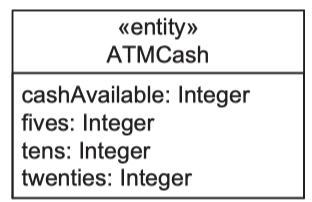 «entity»
ATMCash
cashAvailable: Integer
fives: Integer
tens: Integer
twenties: Integer